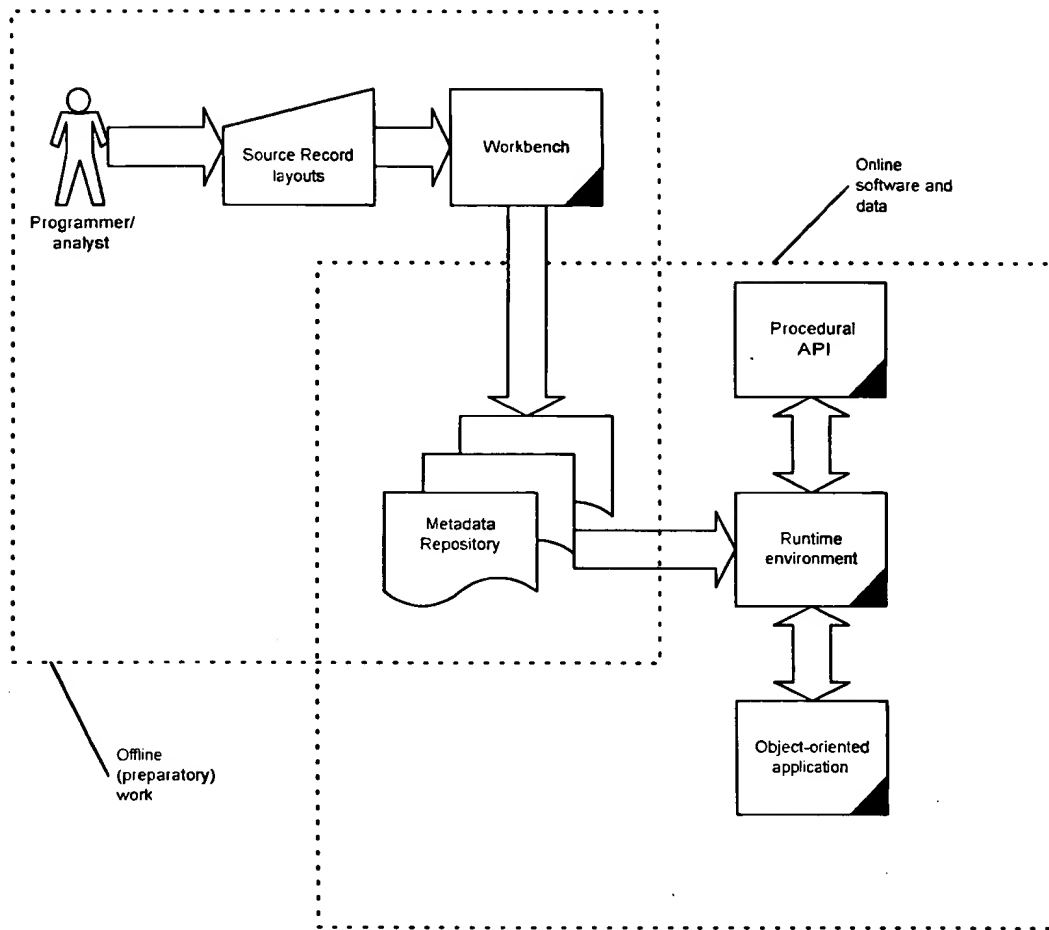 Programmer/
analyst
Source Record
layouts
Workbench
Online
software and
data
Procedural
API
Metadata
Repository
Runtime
environment
Object-oriented
application
Offline
(preparatory)
work